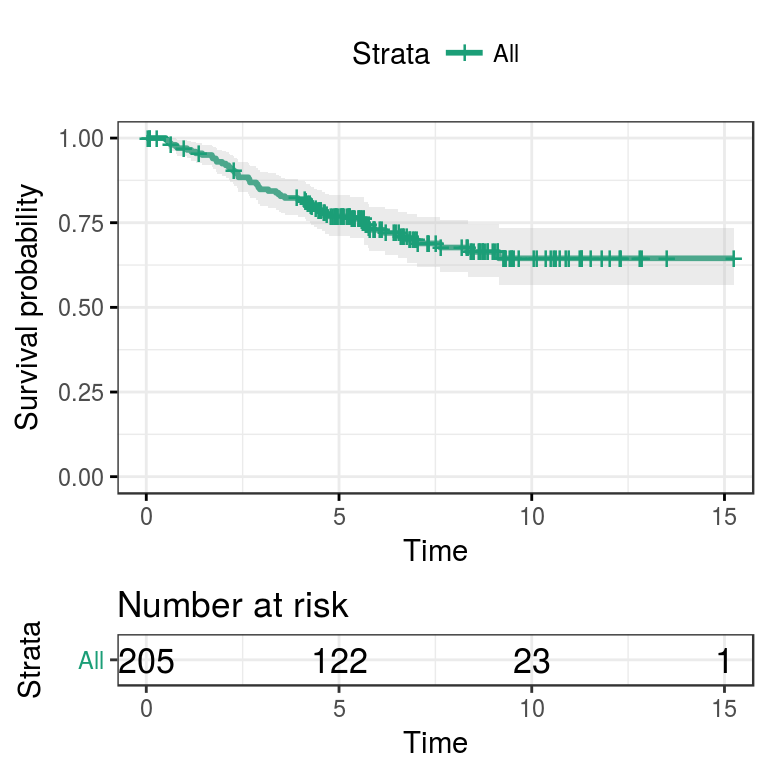 Strata All
1.00
0.75
0.50
0.25
0.00
Survival probability
0 5 10 15
Time
Number at risk
Strata
All 205 122 23 1
0 5 10 15
Time